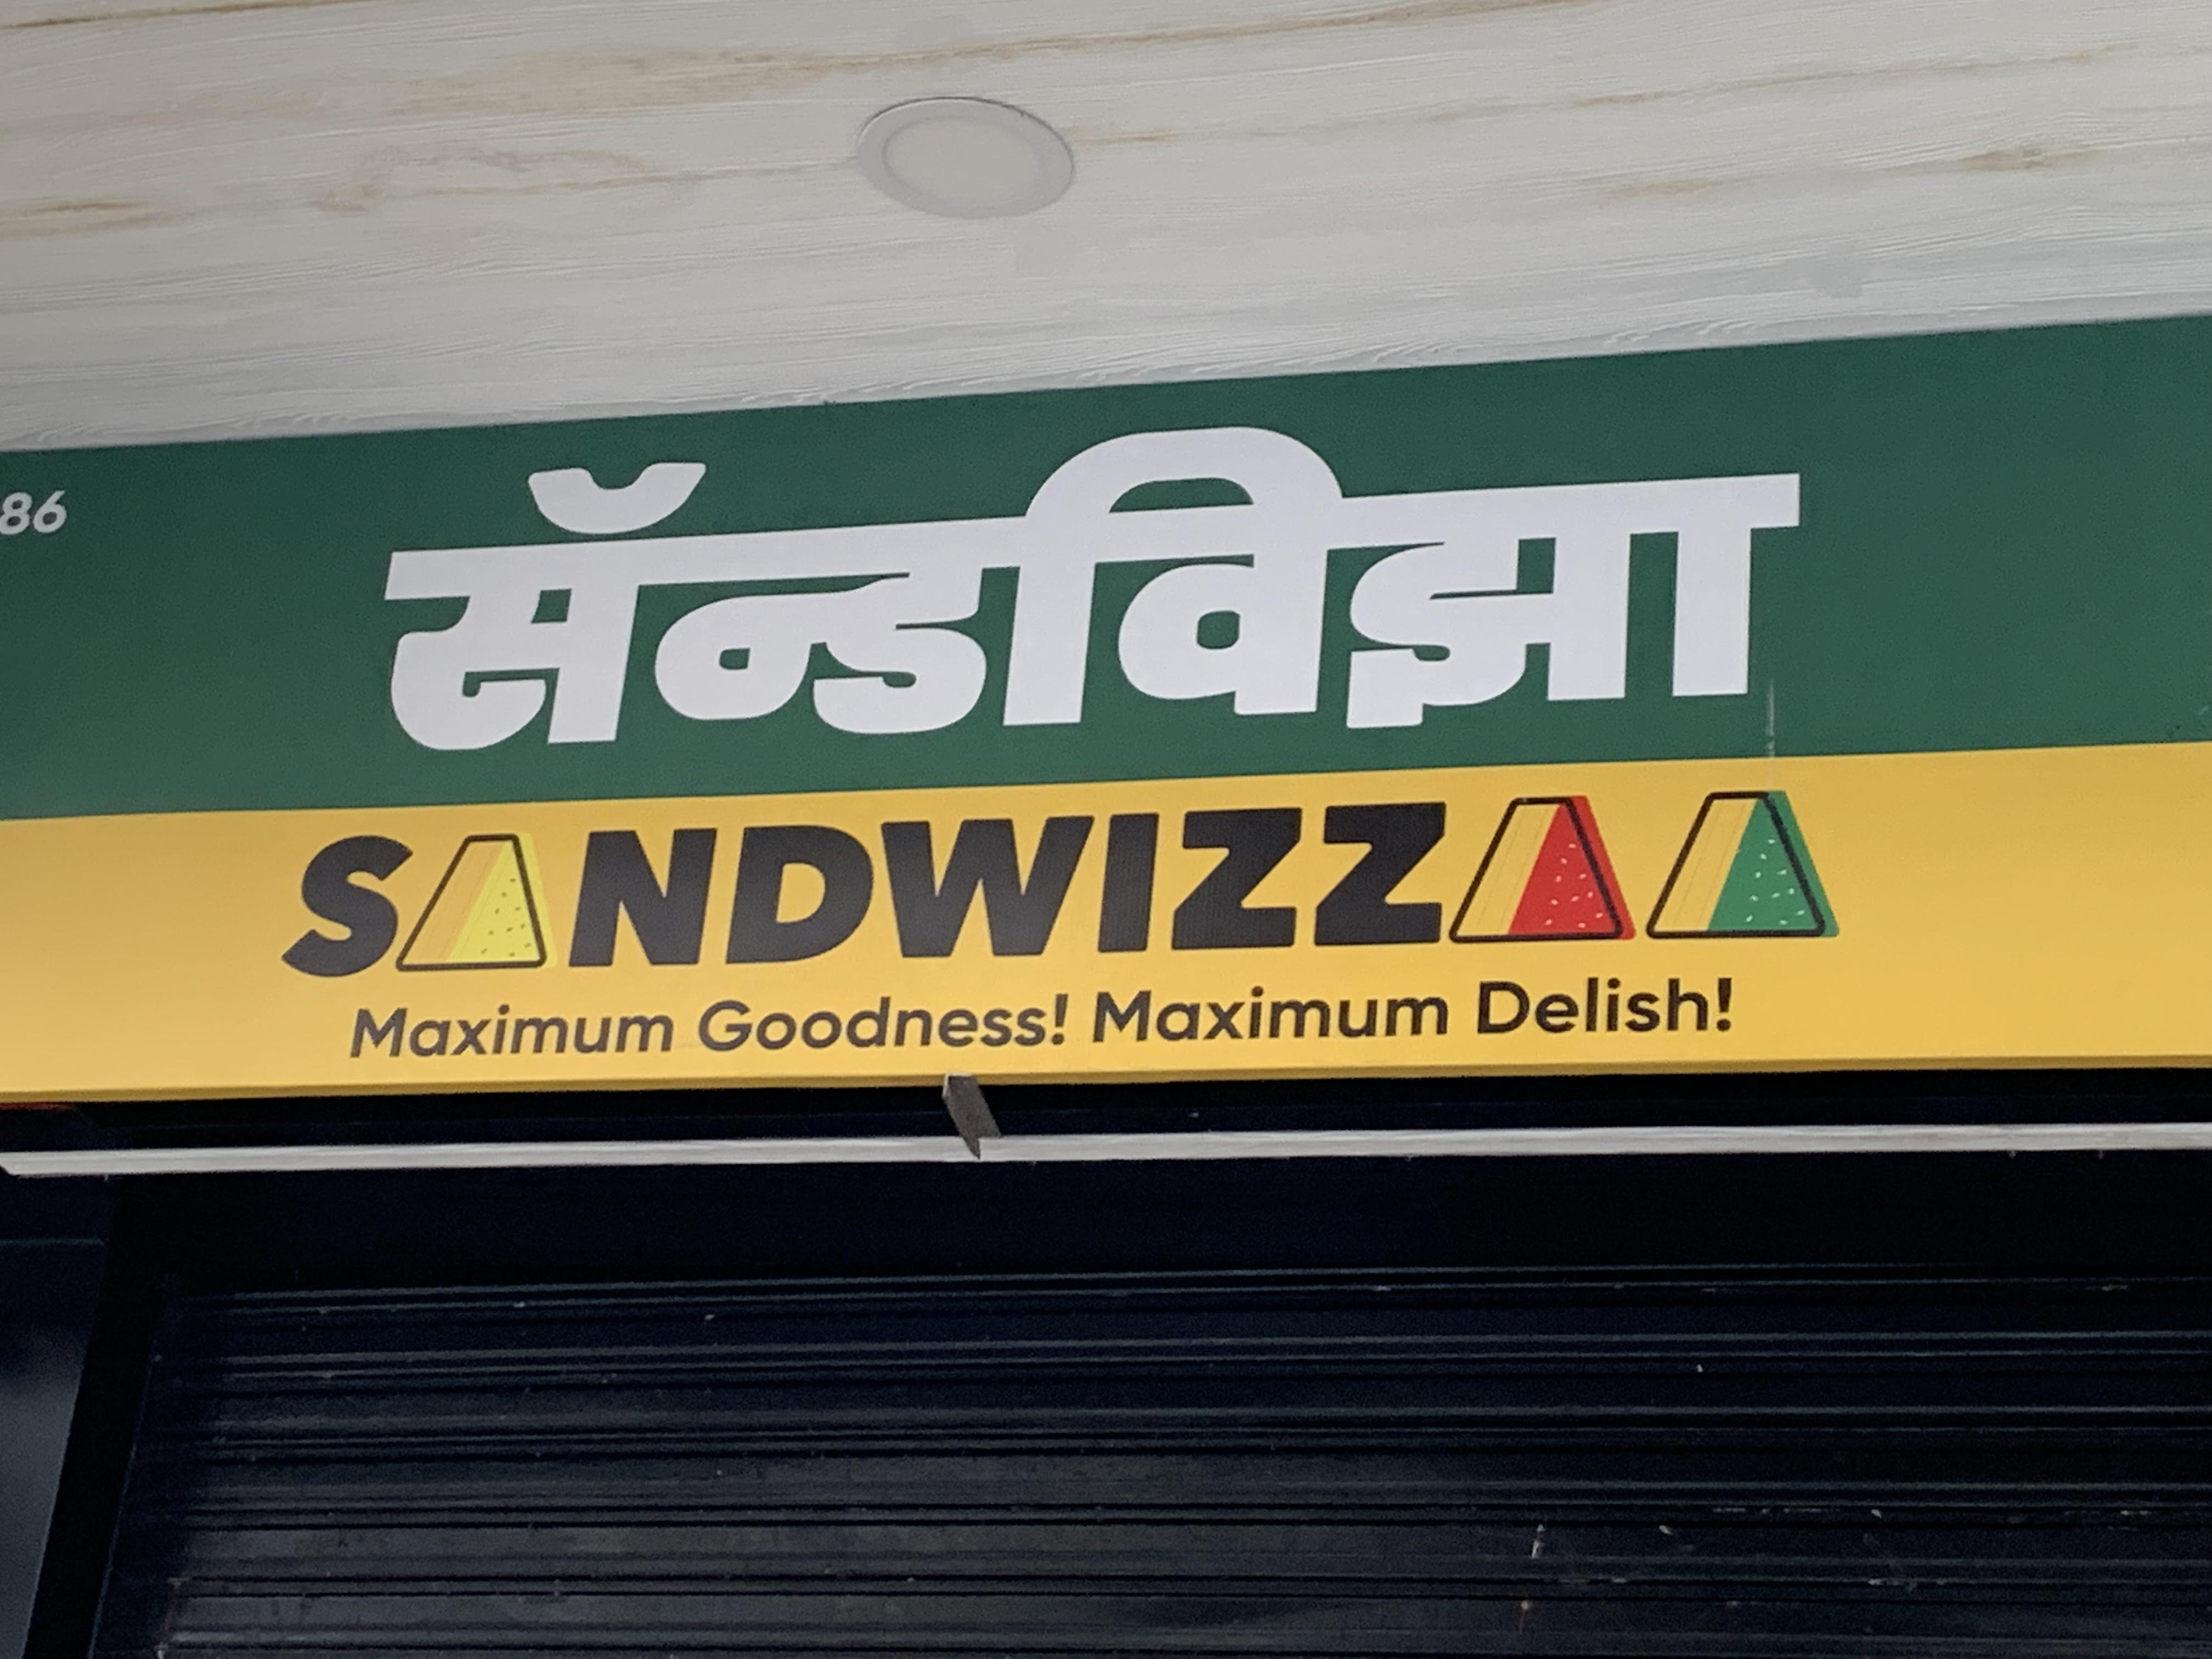 86
सॅन्डविझा
SANDWIZZAA
Maximum Goodness! Maximum Delish!